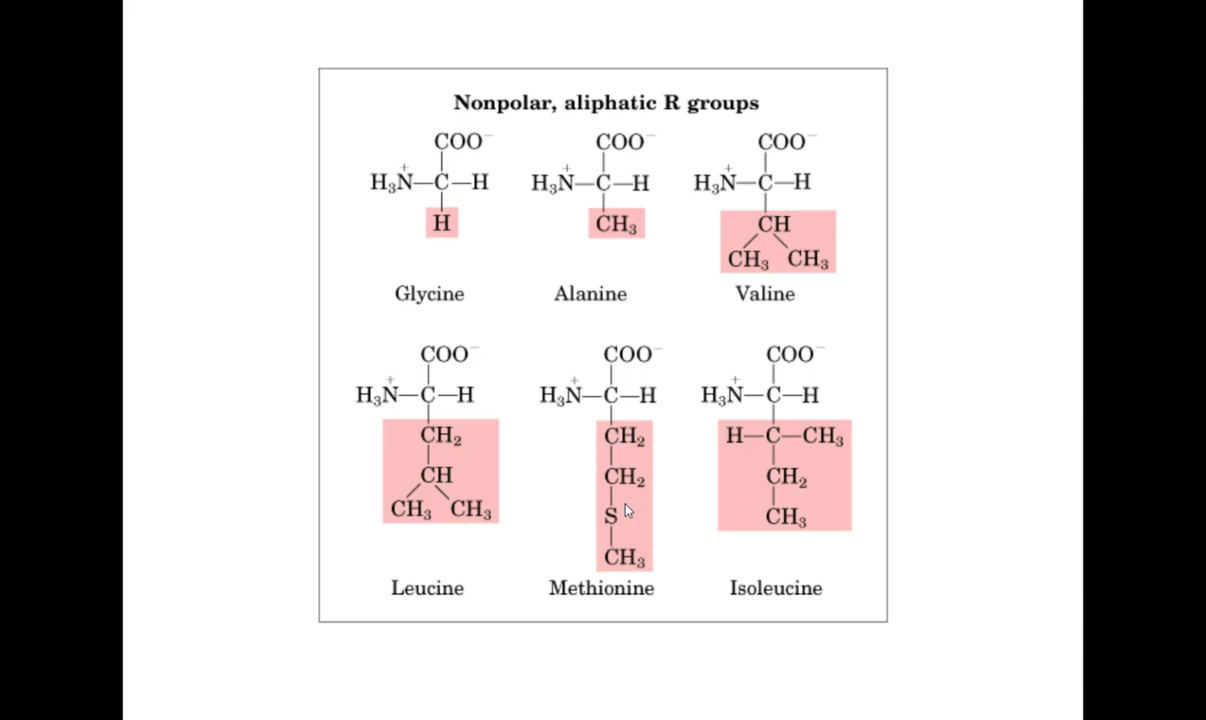 Nonpolar, aliphatic R groups
COO⁻ COO⁻ COO⁻
H₃N⁺—C—H H₃N⁺—C—H H₃N⁺—C—H
H CH₃ CH
CH₃ CH₃
Glycine Alanine Valine
COO⁻ COO⁻ COO⁻
H₃N⁺—C—H H₃N⁺—C—H H₃N⁺—C—H
CH₂ CH₂ H—C—CH₃
CH CH₂ CH₂
CH₃ CH₃ S CH₃
CH₃
Leucine Methionine Isoleucine